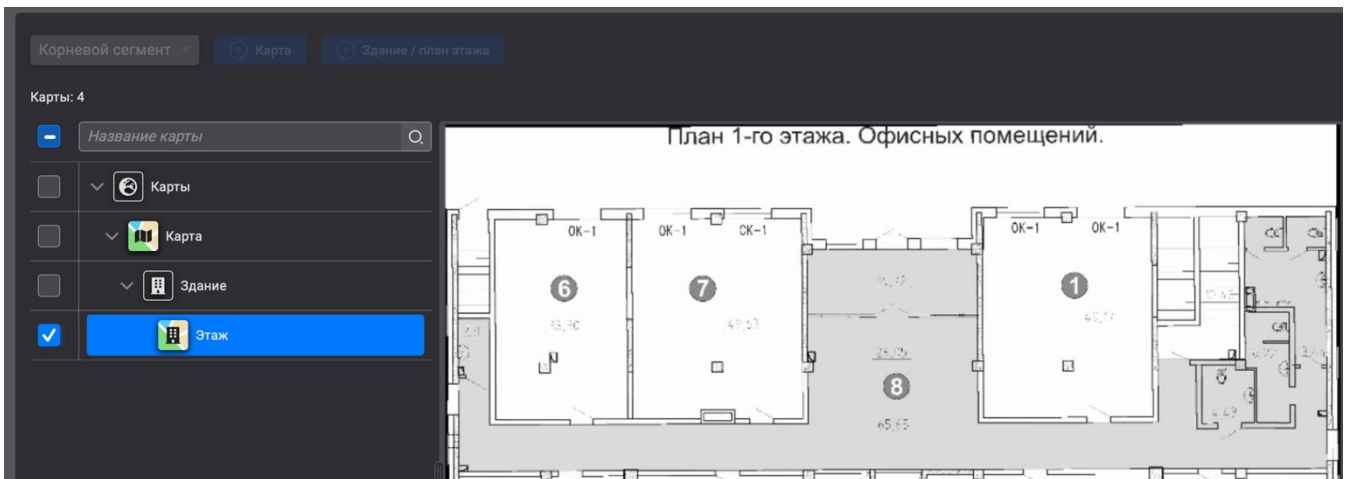 Корневой сегмент
Карта
Здание / план этажа
Карты: 4
Название карты
Карты
Карта
Здание
Этаж
План 1-го этажа. Офисных помещений.
ОК-1
ОК-1
СК-1
ОК-1
ОК-1
6
7
1
8
65,65